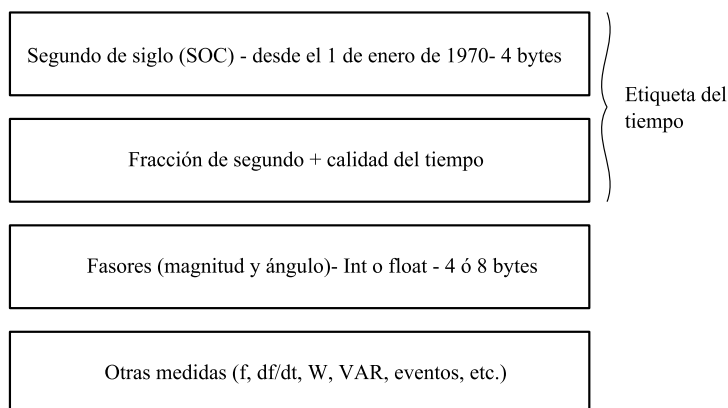 Segundo de siglo (SOC) - desde el 1 de enero de 1970- 4 bytes
Etiqueta del
tiempo
Fracción de segundo + calidad del tiempo
Fasores (magnitud y ángulo)- Int o float - 4 ó 8 bytes
Otras medidas (f, df/dt, W, VAR, eventos, etc.)